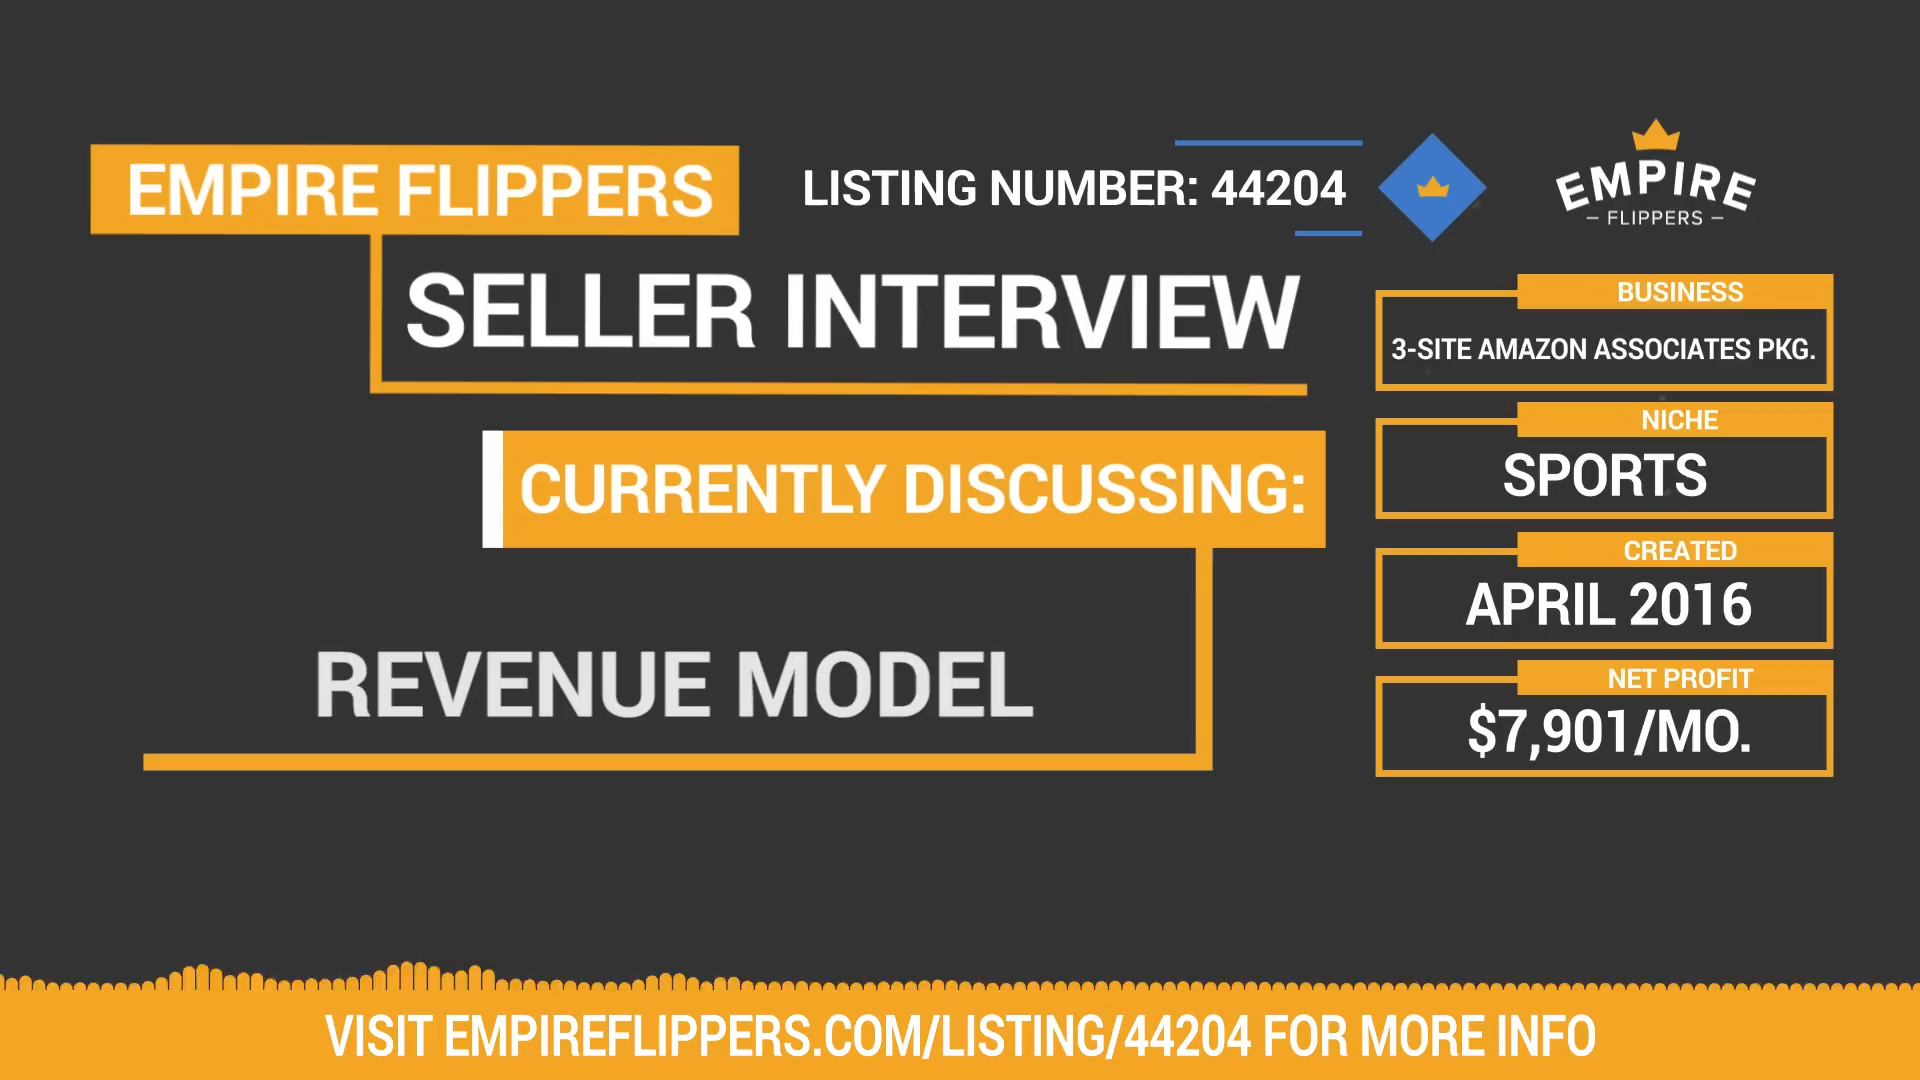 EMPIRE FLIPPERS
LISTING NUMBER: 44204
EMPIRE
FLIPPERS
SELLER INTERVIEW
CURRENTLY DISCUSSING:
REVENUE MODEL
BUSINESS
3-SITE AMAZON ASSOCIATES PKG.
NICHE
SPORTS
CREATED
APRIL 2016
NET PROFIT
$7,901/MO.
VISIT EMPIREFLIPPERS.COM/LISTING/44204 FOR MORE INFO